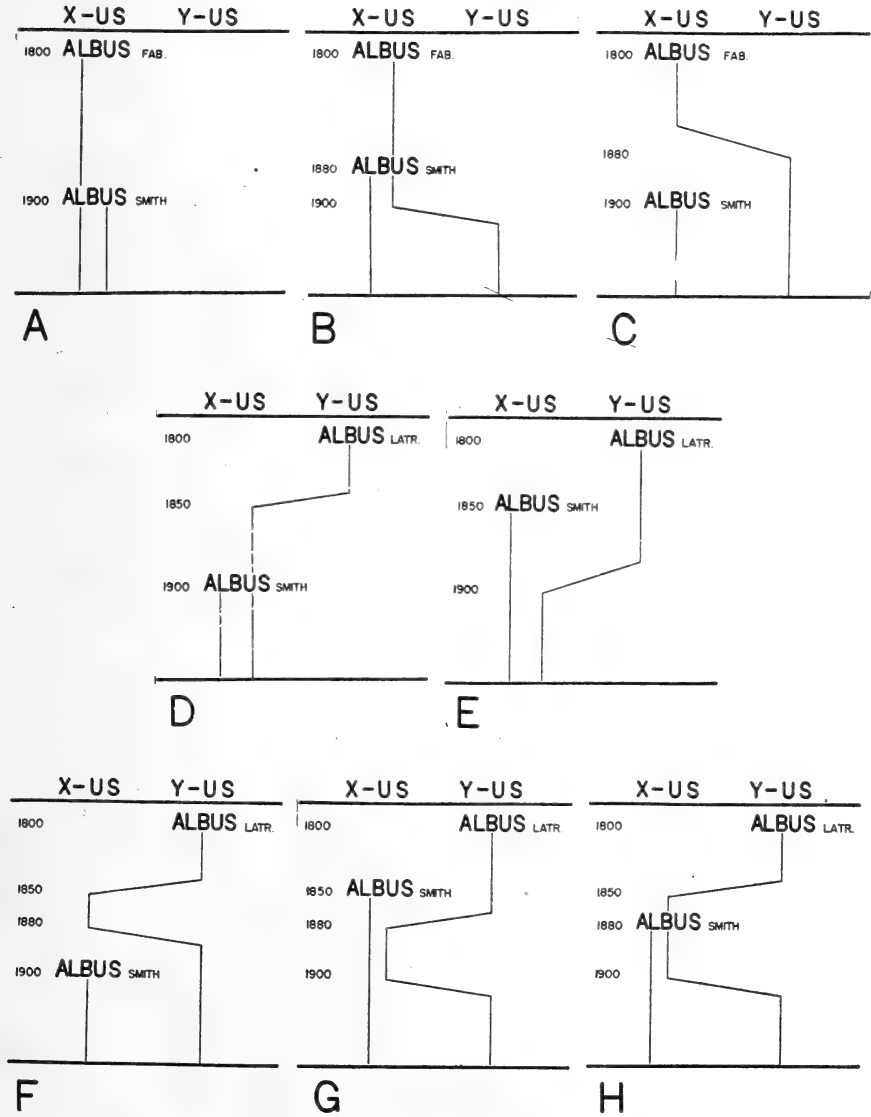 X-US Y-US
1800 ALBUS FAB.
1900 ALBUS SMITH
A
X-US Y-US
1800 ALBUS FAB.
1880 ALBUS SMITH
1900
B
X-US Y-US
1800 ALBUS FAB.
1880
1900 ALBUS SMITH
C
X-US Y-US
1800 ALBUS LATR.
1850
1900 ALBUS SMITH
D
X-US Y-US
1800 ALBUS LATR.
1850 ALBUS SMITH
1900
E
X-US Y-US
1800 ALBUS LATR.
1850
1880
1900 ALBUS SMITH
F
X-US Y-US
1800 ALBUS LATR.
1850 ALBUS SMITH
1880
1900
G
X-US Y-US
1800 ALBUS LATR.
1850
1880 ALBUS SMITH
1900
H